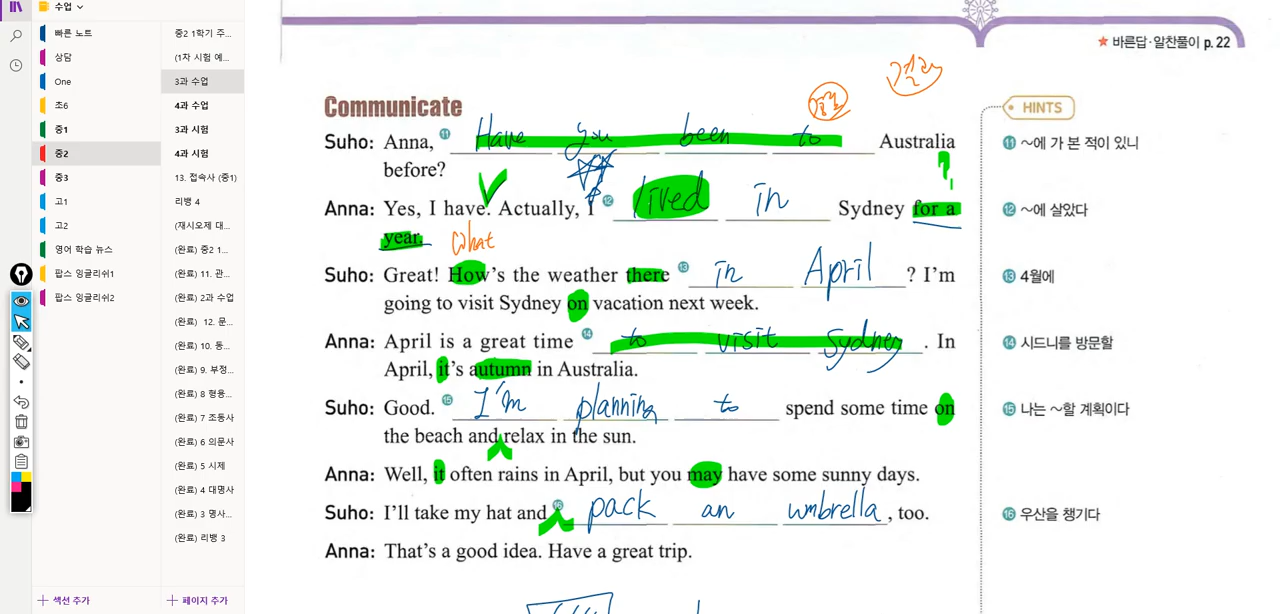 수업
빠른 노트
상담
One
초6
중1
중2
중3
고1
고2
영어 학습 뉴스
팝스 잉글리쉬1
팝스 잉글리쉬2
+ 섹션 추가
중2 1학기 주...
(1차 시험 예...
3과 수업
4과 수업
3과 시험
4과 시험
13. 접속사 (중1)
리뱅 4
(재시오제 대...
(완료) 중2 1...
(완료) 11. 관...
(완료) 2과 수업
(완료) 12. 문...
(완료) 10. 동...
(완료) 9. 부정...
(완료) 8 형용...
(완료) 7 조동사
(완료) 6 의문사
(완료) 5 시제
(완료) 4 대명사
(완료) 3 명사...
(완료) 리뱅 3
+ 페이지 추가
★ 바른답·알찬풀이 p. 22
Communicate
Suho: Anna, ⑪ Have you been to Australia
before?
Anna: Yes, I have. Actually, I ⑫ lived in Sydney for a
year.
What
Suho: Great! How's the weather there ⑬ in April ? I'm
going to visit Sydney on vacation next week.
Anna: April is a great time ⑭ to visit Sydney . In
April, it's autumn in Australia.
Suho: Good. ⑮ I'm planning to spend some time on
the beach and relax in the sun.
Anna: Well, it often rains in April, but you may have some sunny days.
Suho: I'll take my hat and ⑯ pack an umbrella, too.
Anna: That's a good idea. Have a great trip.
HINTS
⑪ ~에 가 본 적이 있니
⑫ ~에 살았다
⑬ 4월에
⑭ 시드니를 방문할
⑮ 나는 ~할 계획이다
⑯ 우산을 챙기다